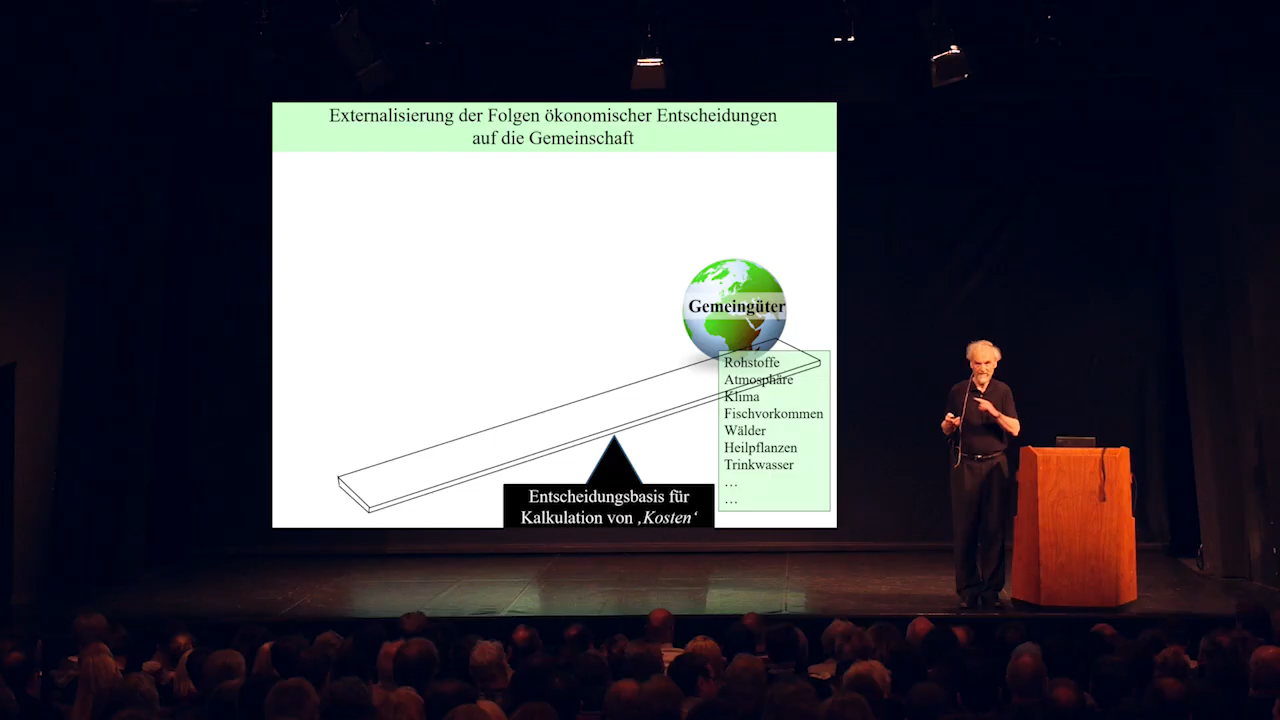 Externalisierung der Folgen ökonomischer Entscheidungen
auf die Gemeinschaft
Gemeingüter
Rohstoffe
Atmosphäre
Klima
Fischvorkommen
Wälder
Heilpflanzen
Trinkwasser
…
…
Entscheidungsbasis für
Kalkulation von ‚Kosten‘